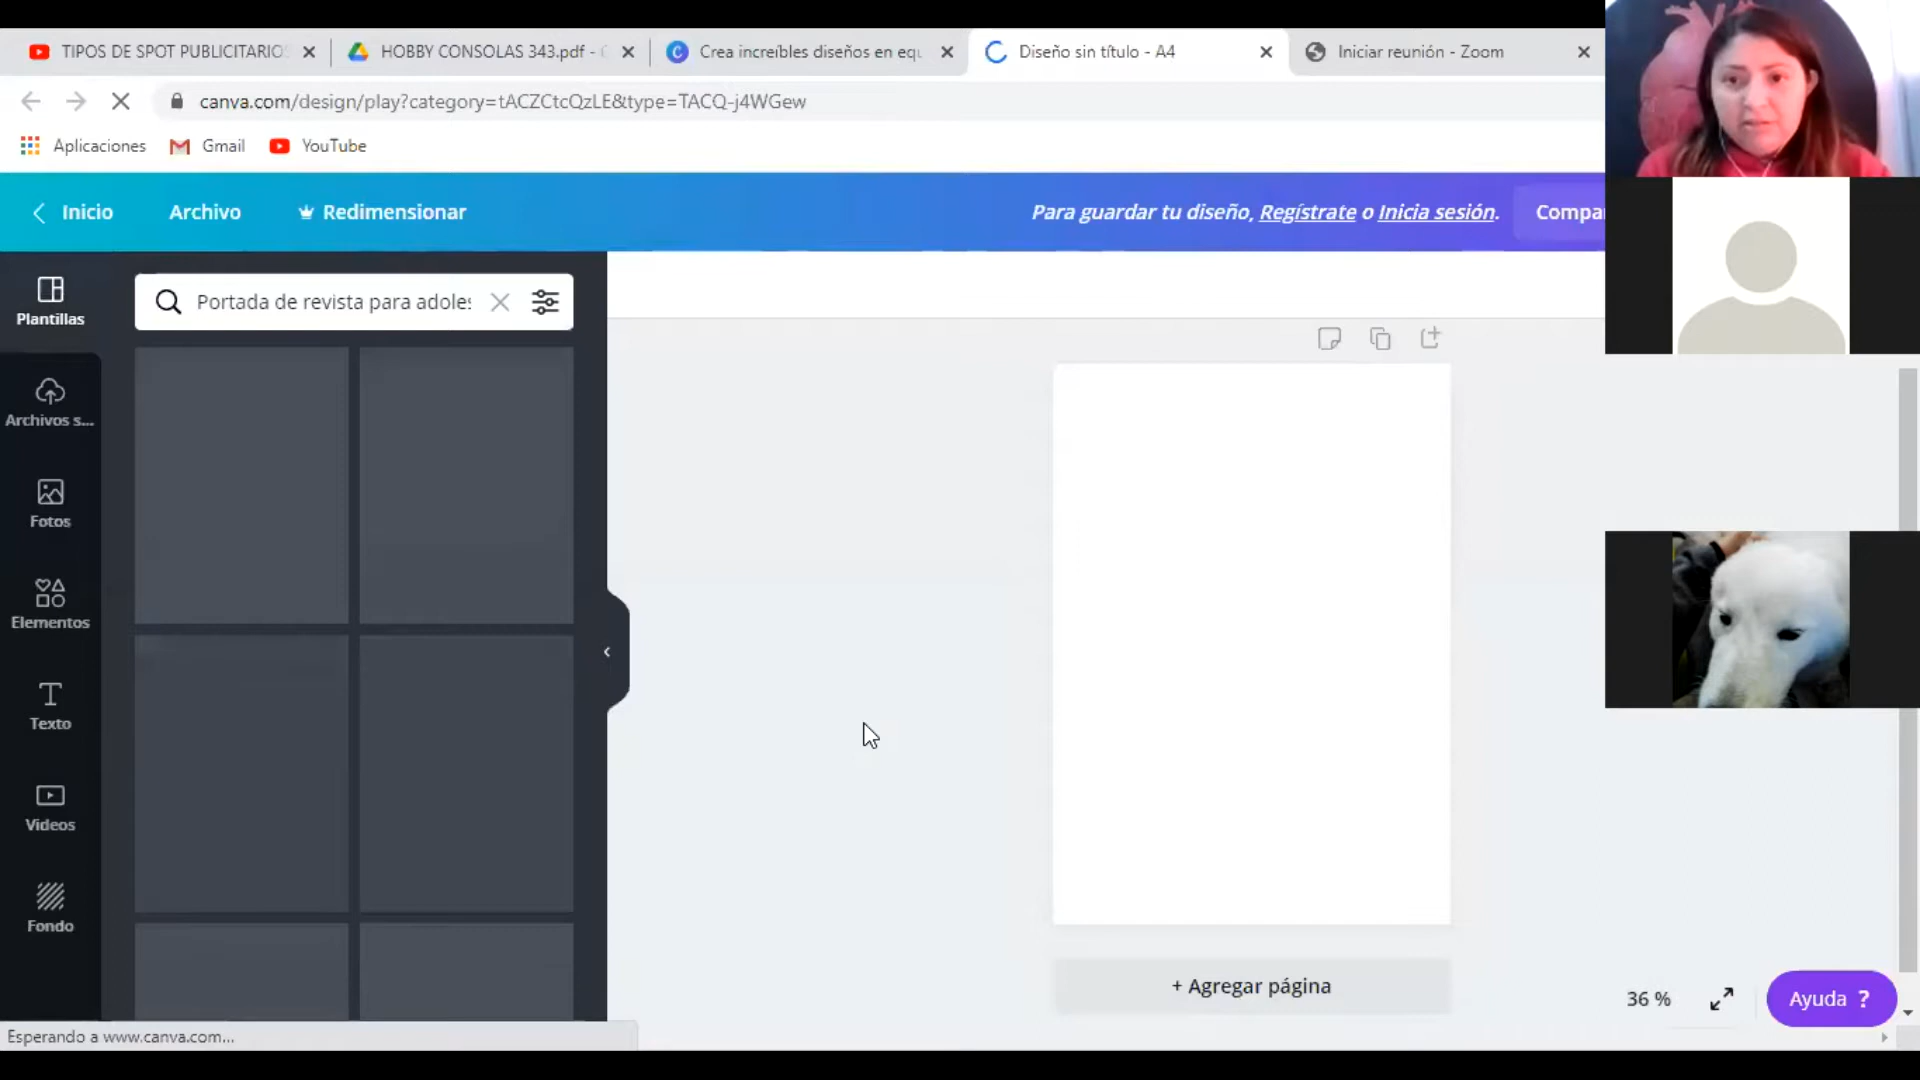 TIPOS DE SPOT PUBLICITARIOS
HOBBY CONSOLAS 343.pdf -
Crea increíbles diseños en equ
Diseño sin título - A4
Iniciar reunión - Zoom
canva.com/design/play?category=tACZCtcQzLE&type=TACQ-j4WGew
Aplicaciones
Gmail
YouTube
Inicio
Archivo
Redimensionar
Para guardar tu diseño, Regístrate o Inicia sesión.
Compa
Plantillas
Portada de revista para adoles
Archivos s...
Fotos
Elementos
Texto
Videos
Fondo
+ Agregar página
36 %
Ayuda ?
Esperando a www.canva.com...